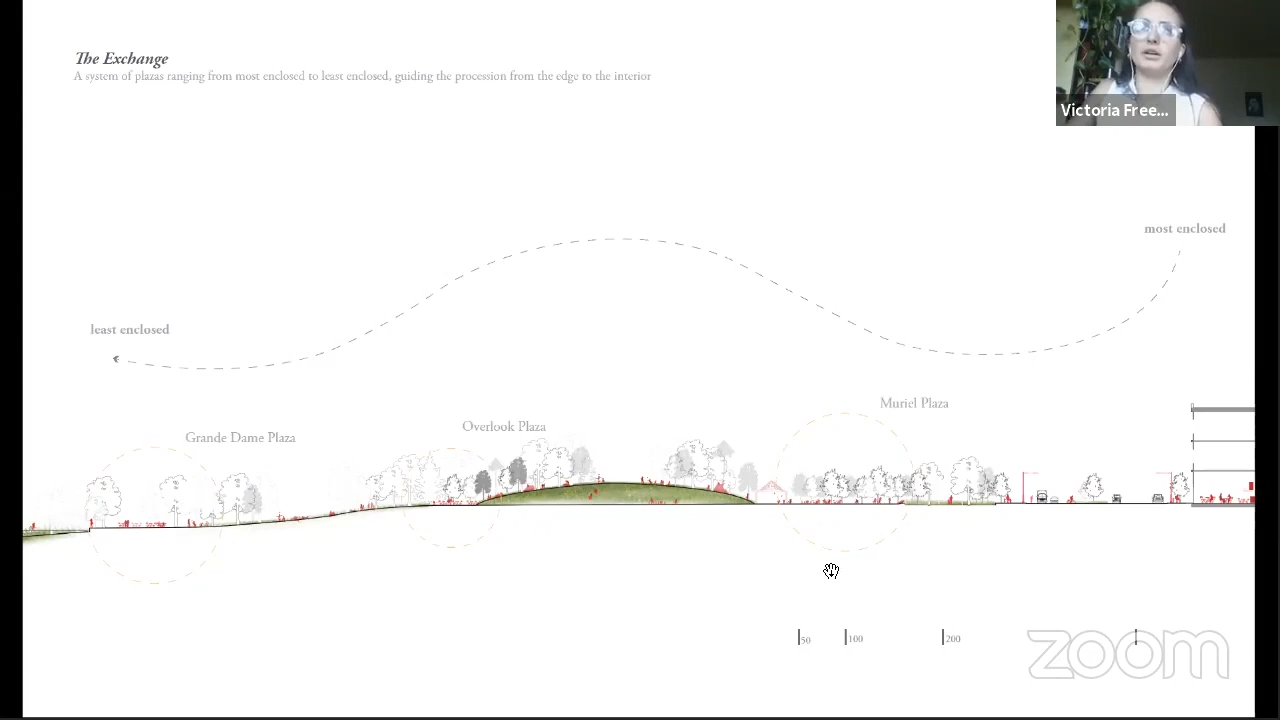 The Exchange
A system of plazas ranging from most enclosed to least enclosed, guiding the procession from the edge to the interior
Victoria Free...
most enclosed
least enclosed
Muriel Plaza
Overlook Plaza
Grande Dame Plaza
50 100 200
zoom